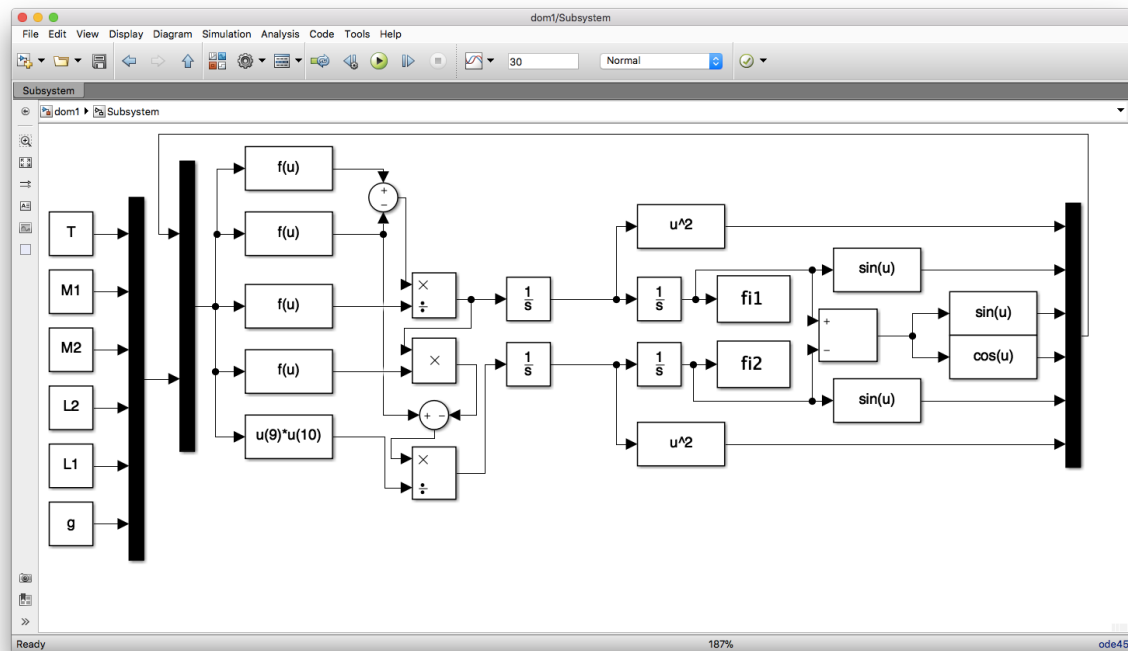 dom1/Subsystem
File Edit View Display Diagram Simulation Analysis Code Tools Help
30
Normal
Subsystem
dom1 Subsystem
T
M1
M2
L2
L1
g
f(u)
f(u)
f(u)
f(u)
u(9)*u(10)
+
−
×
÷
×
+ −
×
÷
1
s
1
s
u^2
1
s
fi1
1
s
fi2
u^2
sin(u)
+
−
sin(u)
cos(u)
sin(u)
Ready
187%
ode45